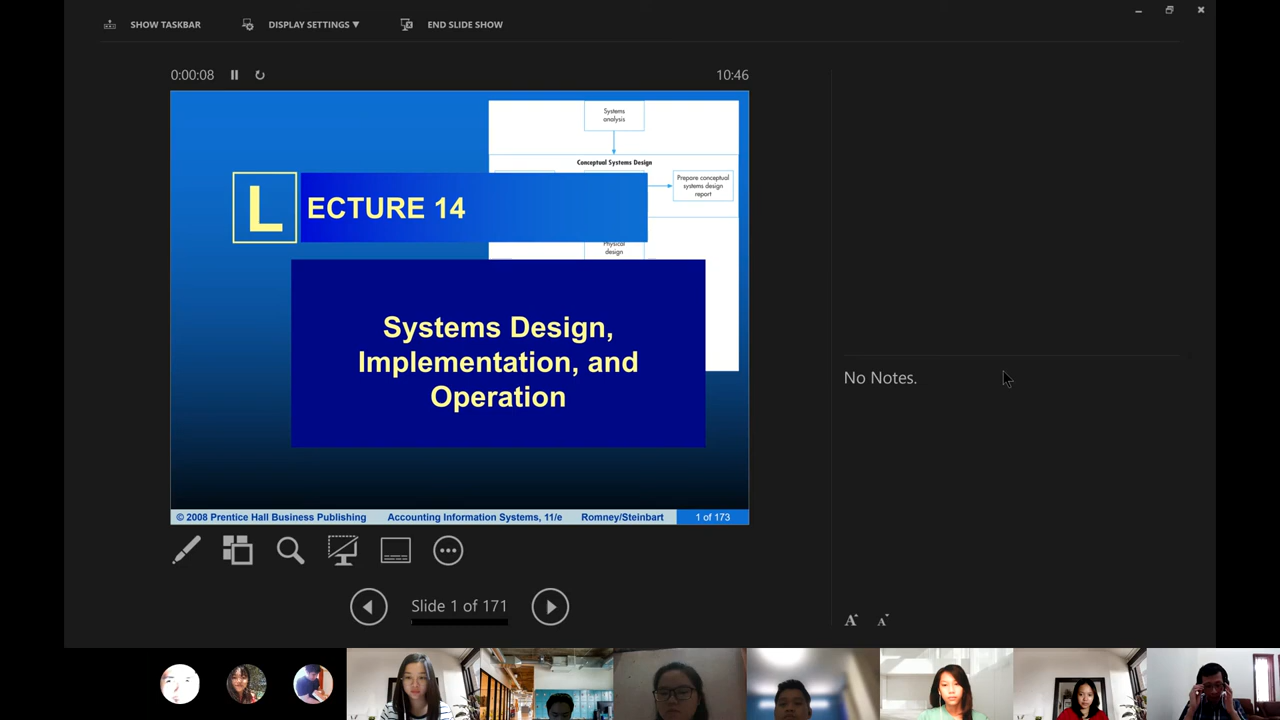 SHOW TASKBAR
DISPLAY SETTINGS ▼
END SLIDE SHOW
0:00:08
10:46
Systems
analysis
Conceptual Systems Design
Prepare conceptual
systems design
report
LECTURE 14
Physical
design
Systems Design,
Implementation, and
Operation
© 2008 Prentice Hall Business Publishing
Accounting Information Systems, 11/e
Romney/Steinbart
1 of 173
No Notes.
Slide 1 of 171
A
A